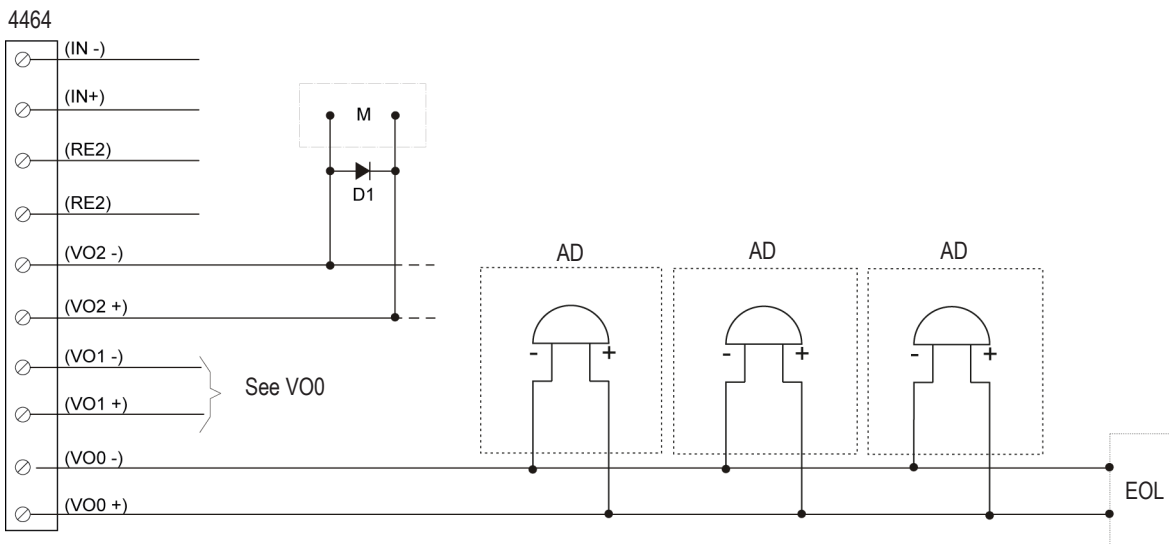 4464
(IN -)
(IN+)
M
(RE2)
D1
(RE2)
(VO2 -)
AD AD AD
(VO2 +)
- + - + - +
(VO1 -)
See VO0
(VO1 +)
(VO0 -)
EOL
(VO0 +)